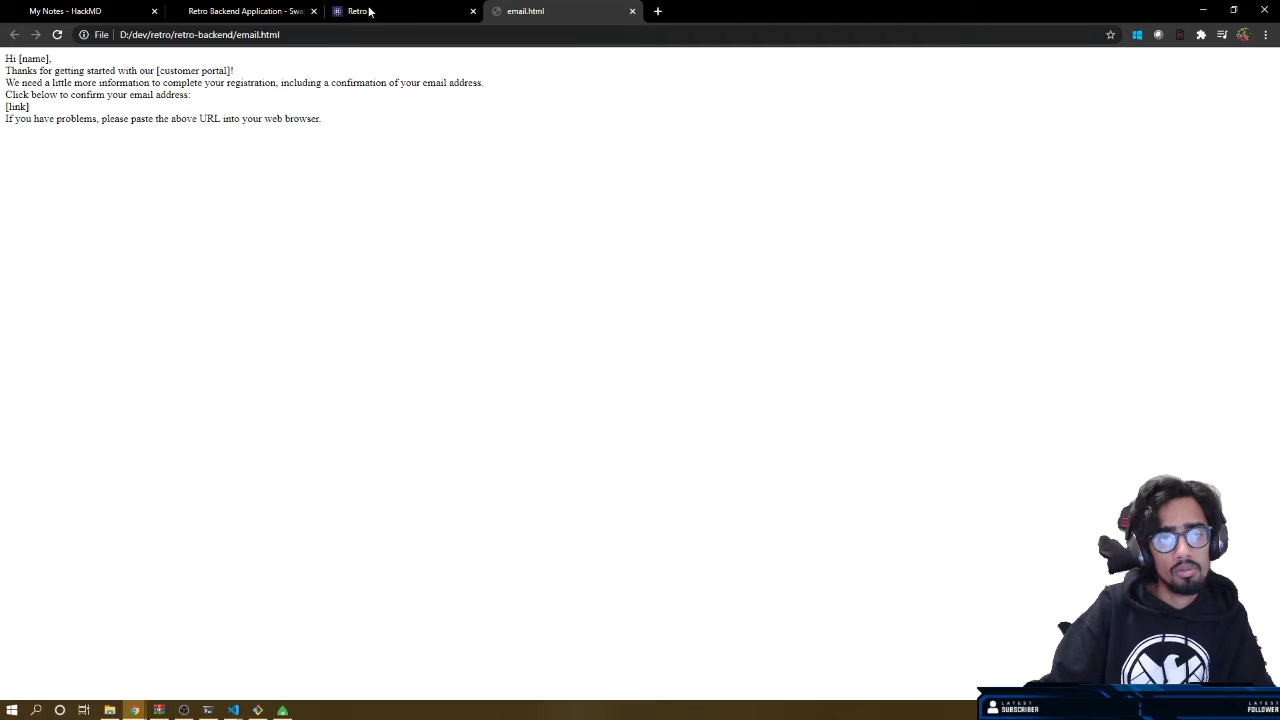 My Notes - HackMD
Retro Backend Application - Swa
Retro
email.html
File
D:/dev/retro/retro-backend/email.html
Hi [name],
Thanks for getting started with our [customer portal]!
We need a little more information to complete your registration, including a confirmation of your email address.
Click below to confirm your email address:
[link]
If you have problems, please paste the above URL into your web browser.
LATEST
SUBSCRIBER
LATEST
FOLLOWER